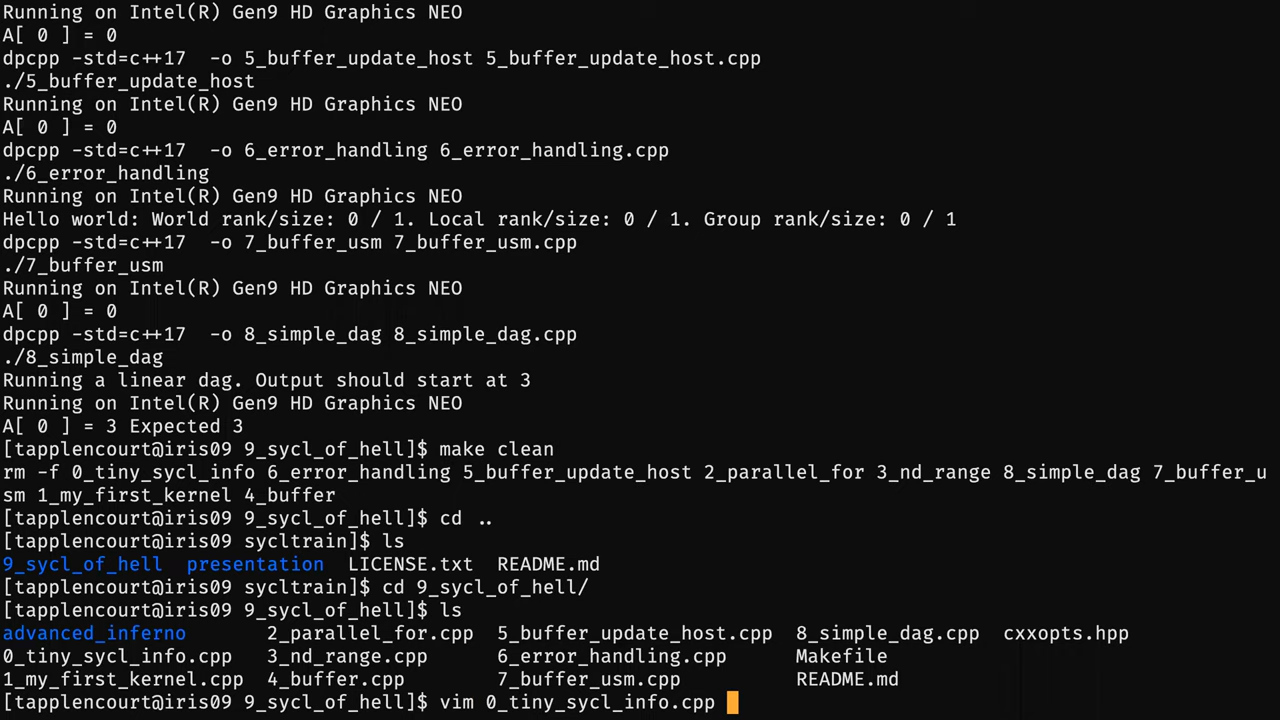 Running on Intel(R) Gen9 HD Graphics NEO
A[ 0 ] = 0
dpcpp -std=c++17  -o 5_buffer_update_host 5_buffer_update_host.cpp
./5_buffer_update_host
Running on Intel(R) Gen9 HD Graphics NEO
A[ 0 ] = 0
dpcpp -std=c++17  -o 6_error_handling 6_error_handling.cpp
./6_error_handling
Running on Intel(R) Gen9 HD Graphics NEO
Hello world: World rank/size: 0 / 1. Local rank/size: 0 / 1. Group rank/size: 0 / 1
dpcpp -std=c++17  -o 7_buffer_usm 7_buffer_usm.cpp
./7_buffer_usm
Running on Intel(R) Gen9 HD Graphics NEO
A[ 0 ] = 0
dpcpp -std=c++17  -o 8_simple_dag 8_simple_dag.cpp
./8_simple_dag
Running a linear dag. Output should start at 3
Running on Intel(R) Gen9 HD Graphics NEO
A[ 0 ] = 3 Expected 3
[tapplencourt@iris09 9_sycl_of_hell]$ make clean
rm -f 0_tiny_sycl_info 6_error_handling 5_buffer_update_host 2_parallel_for 3_nd_range 8_simple_dag 7_buffer_u
sm 1_my_first_kernel 4_buffer
[tapplencourt@iris09 9_sycl_of_hell]$ cd ..
[tapplencourt@iris09 sycltrain]$ ls
9_sycl_of_hell  presentation  LICENSE.txt  README.md
[tapplencourt@iris09 sycltrain]$ cd 9_sycl_of_hell/
[tapplencourt@iris09 9_sycl_of_hell]$ ls
advanced_inferno       2_parallel_for.cpp  5_buffer_update_host.cpp  8_simple_dag.cpp  cxxopts.hpp
0_tiny_sycl_info.cpp   3_nd_range.cpp      6_error_handling.cpp      Makefile
1_my_first_kernel.cpp  4_buffer.cpp        7_buffer_usm.cpp          README.md
[tapplencourt@iris09 9_sycl_of_hell]$ vim 0_tiny_sycl_info.cpp